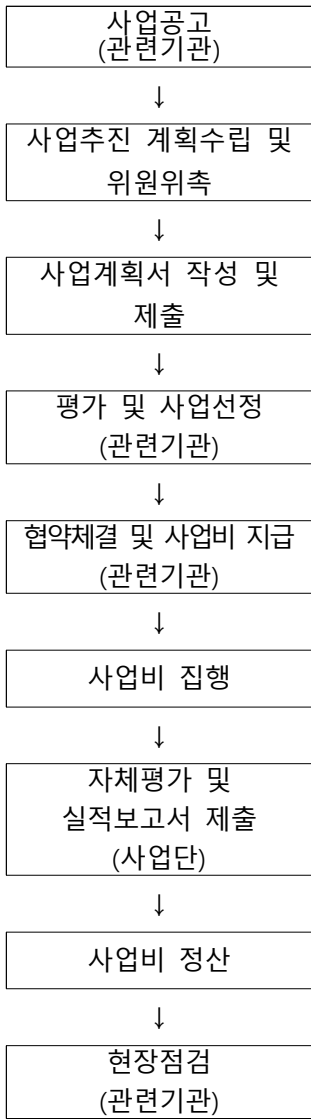 사업공고
(관련기관)
↓
사업추진 계획수립 및
위원위촉
↓
사업계획서 작성 및
제출
↓
평가 및 사업선정
(관련기관)
↓
협약체결 및 사업비 지급
(관련기관)
↓
사업비 집행
↓
자체평가 및
실적보고서 제출
(사업단)
↓
사업비 정산
↓
현장점검
(관련기관)